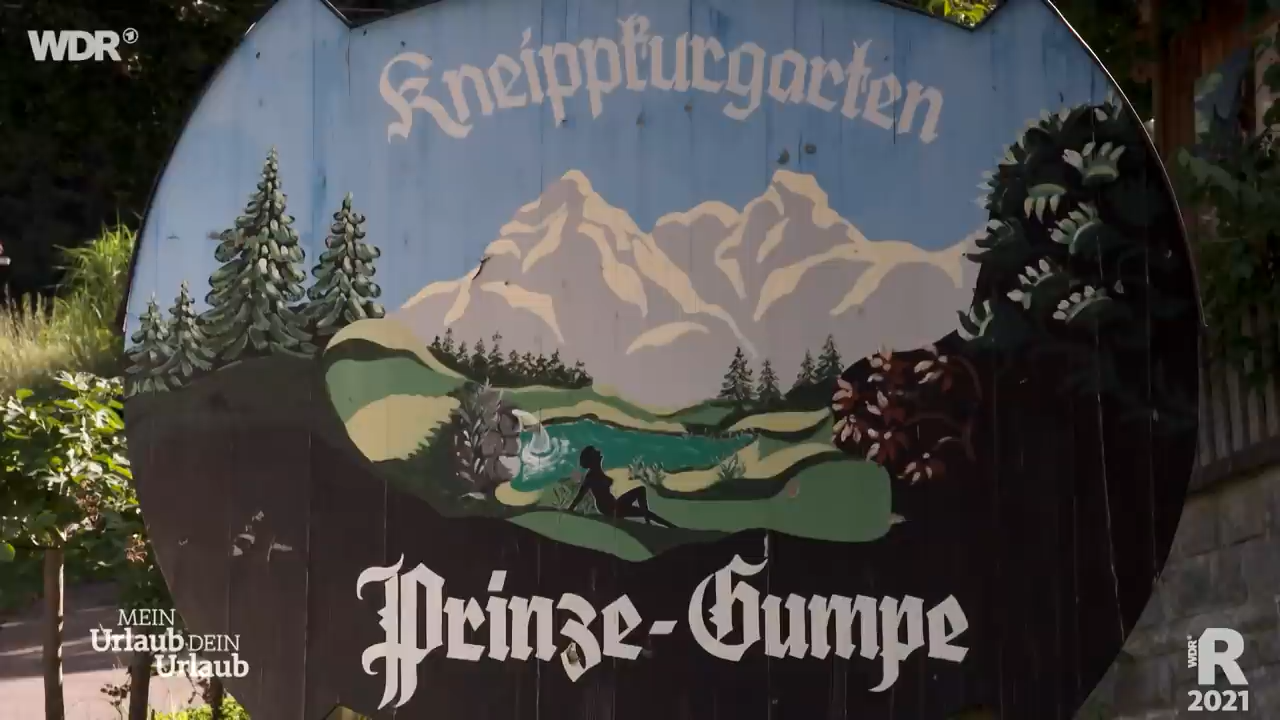 WDR
Kneippkurgarten
Prinze-Gumpe
MEIN
Urlaub DEIN
Urlaub
WDR R
2021